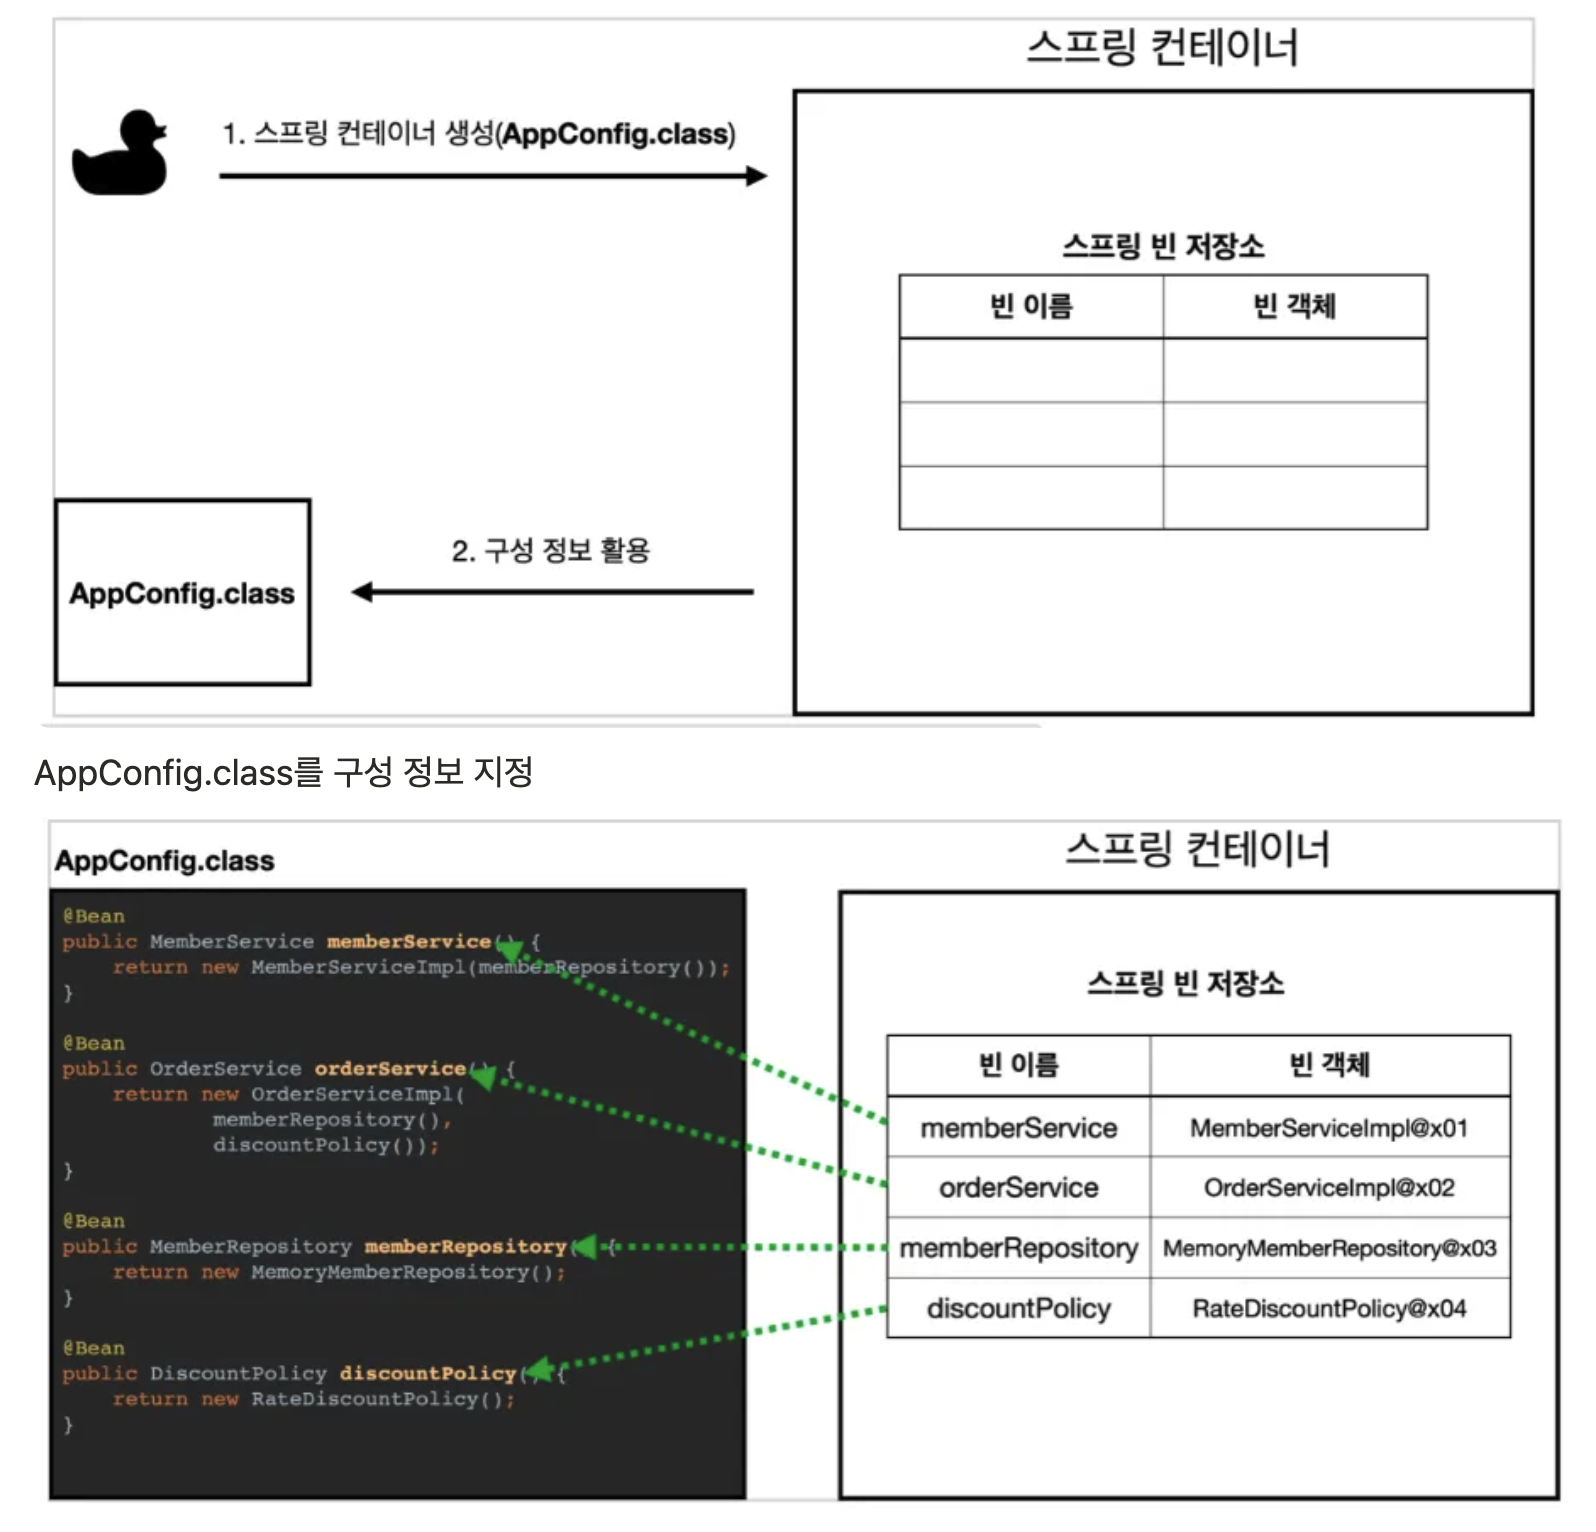 스프링 컨테이너
1. 스프링 컨테이너 생성(AppConfig.class)
스프링 빈 저장소
빈 이름 빈 객체
2. 구성 정보 활용
AppConfig.class
AppConfig.class를 구성 정보 지정
AppConfig.class
@Bean
public MemberService memberService() {
return new MemberServiceImpl(memberRepository());
}
@Bean
public OrderService orderService() {
return new OrderServiceImpl(
memberRepository(),
discountPolicy());
}
@Bean
public MemberRepository memberRepository() {
return new MemoryMemberRepository();
}
@Bean
public DiscountPolicy discountPolicy() {
return new RateDiscountPolicy();
}
스프링 컨테이너
스프링 빈 저장소
빈 이름 빈 객체
memberService MemberServiceImpl@x01
orderService OrderServiceImpl@x02
memberRepository MemoryMemberRepository@x03
discountPolicy RateDiscountPolicy@x04